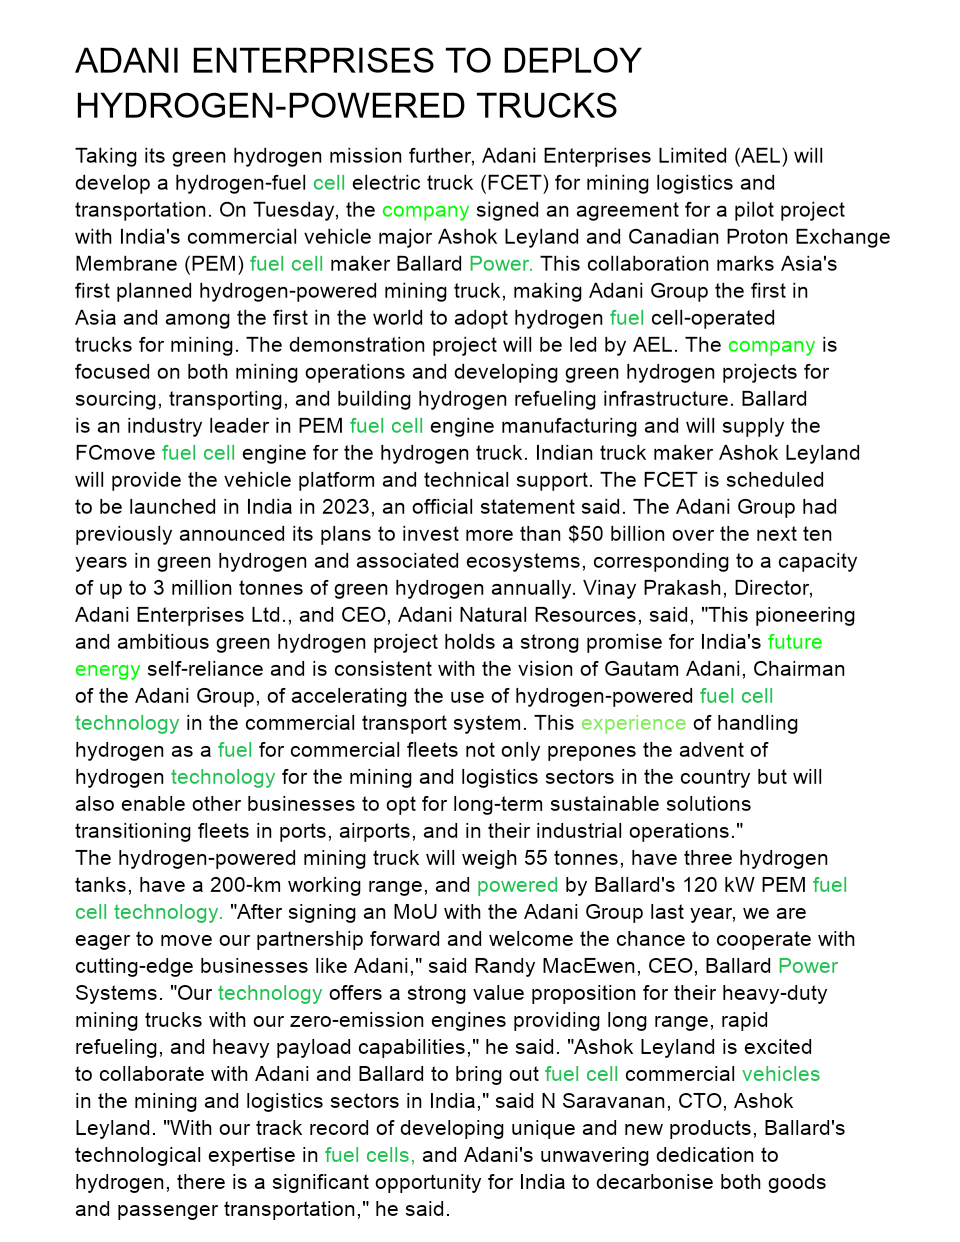 ADANI ENTERPRISES TO DEPLOY
HYDROGEN-POWERED TRUCKS
Taking its green hydrogen mission further, Adani Enterprises Limited (AEL) will
develop a hydrogen-fuel cell electric truck (FCET) for mining logistics and
transportation. On Tuesday, the company signed an agreement for a pilot project
with India's commercial vehicle major Ashok Leyland and Canadian Proton Exchange
Membrane (PEM) fuel cell maker Ballard Power. This collaboration marks Asia's
first planned hydrogen-powered mining truck, making Adani Group the first in
Asia and among the first in the world to adopt hydrogen fuel cell-operated
trucks for mining. The demonstration project will be led by AEL. The company is
focused on both mining operations and developing green hydrogen projects for
sourcing, transporting, and building hydrogen refueling infrastructure. Ballard
is an industry leader in PEM fuel cell engine manufacturing and will supply the
FCmove fuel cell engine for the hydrogen truck. Indian truck maker Ashok Leyland
will provide the vehicle platform and technical support. The FCET is scheduled
to be launched in India in 2023, an official statement said. The Adani Group had
previously announced its plans to invest more than $50 billion over the next ten
years in green hydrogen and associated ecosystems, corresponding to a capacity
of up to 3 million tonnes of green hydrogen annually. Vinay Prakash, Director,
Adani Enterprises Ltd., and CEO, Adani Natural Resources, said, "This pioneering
and ambitious green hydrogen project holds a strong promise for India's future
energy self-reliance and is consistent with the vision of Gautam Adani, Chairman
of the Adani Group, of accelerating the use of hydrogen-powered fuel cell
technology in the commercial transport system. This experience of handling
hydrogen as a fuel for commercial fleets not only prepones the advent of
hydrogen technology for the mining and logistics sectors in the country but will
also enable other businesses to opt for long-term sustainable solutions
transitioning fleets in ports, airports, and in their industrial operations."
The hydrogen-powered mining truck will weigh 55 tonnes, have three hydrogen
tanks, have a 200-km working range, and powered by Ballard's 120 kW PEM fuel
cell technology. "After signing an MoU with the Adani Group last year, we are
eager to move our partnership forward and welcome the chance to cooperate with
cutting-edge businesses like Adani," said Randy MacEwen, CEO, Ballard Power
Systems. "Our technology offers a strong value proposition for their heavy-duty
mining trucks with our zero-emission engines providing long range, rapid
refueling, and heavy payload capabilities," he said. "Ashok Leyland is excited
to collaborate with Adani and Ballard to bring out fuel cell commercial vehicles
in the mining and logistics sectors in India," said N Saravanan, CTO, Ashok
Leyland. "With our track record of developing unique and new products, Ballard's
technological expertise in fuel cells, and Adani's unwavering dedication to
hydrogen, there is a significant opportunity for India to decarbonise both goods
and passenger transportation," he said.